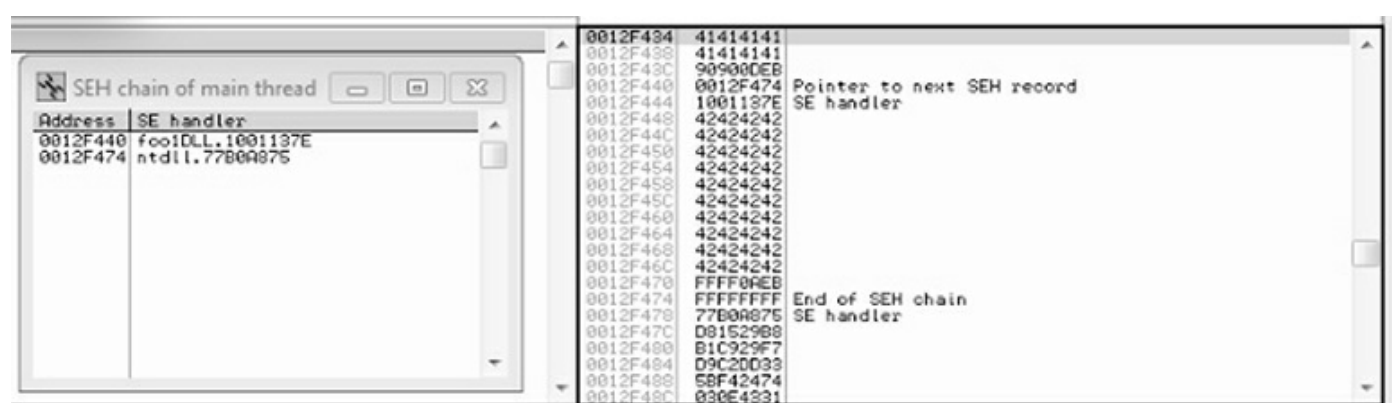 SEH chain of main thread
Address SE handler
0012F440 foo1DLL.1001137E
0012F474 ntdll.77B0A875
0012F434 41414141
0012F438 41414141
0012F43C 90900DEB
0012F440 0012F474 Pointer to next SEH record
0012F444 1001137E SE handler
0012F448 42424242
0012F44C 42424242
0012F450 42424242
0012F454 42424242
0012F458 42424242
0012F45C 42424242
0012F460 42424242
0012F464 42424242
0012F468 42424242
0012F46C 42424242
0012F470 FFFF0AEB
0012F474 FFFFFFFF End of SEH chain
0012F478 77B0A875 SE handler
0012F47C D81529B8
0012F480 B1C929F7
0012F484 D9C2DD33
0012F488 5BF42474
0012F48C 030E4331